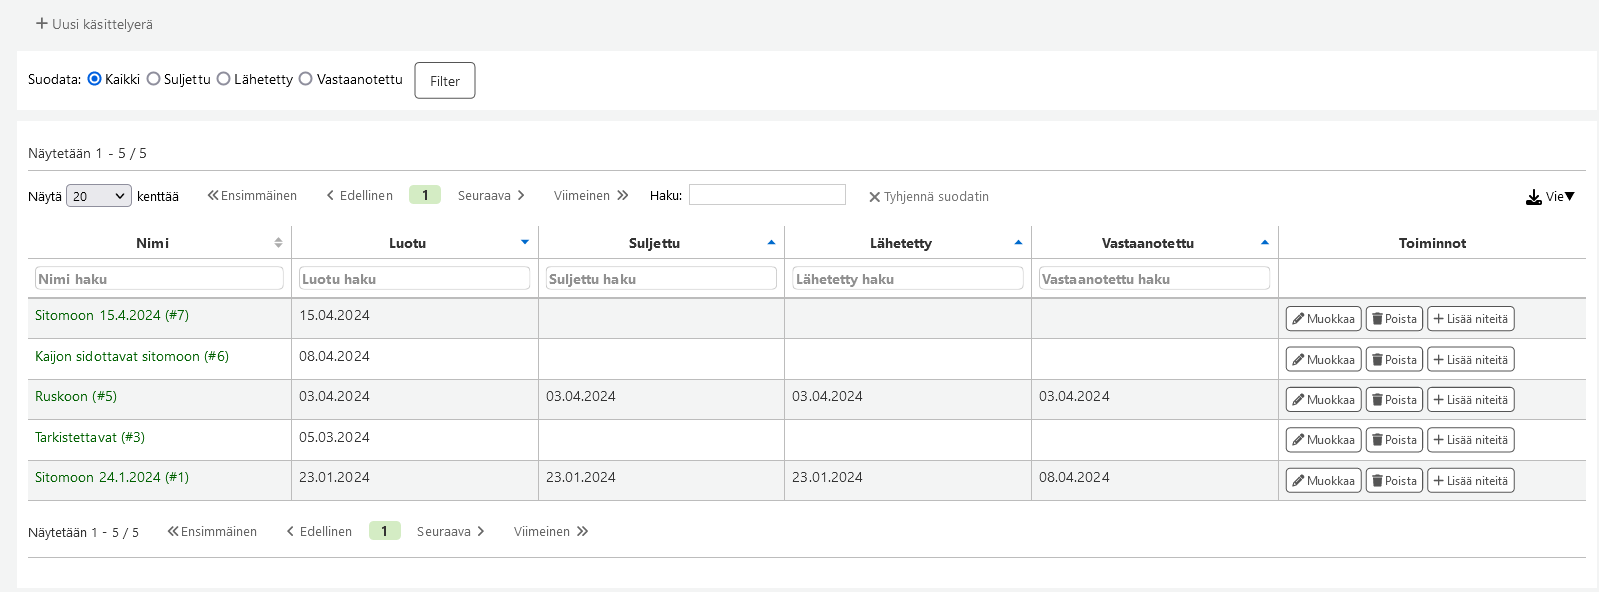 Uusi käsittelyerä
Suodata: Kaikki Suljettu Lähetetty Vastaanotettu Filter
Näytetään 1 - 5 / 5
Näytä 20 kenttää Ensimmäinen Edellinen 1 Seuraava Viimeinen Haku: Tyhjennä suodatin Vie▼
Nimi Luotu Suljettu Lähetetty Vastaanotettu Toiminnot
Nimi haku Luotu haku Suljettu haku Lähetetty haku Vastaanotettu haku
Sitomoon 15.4.2024 (#7) 15.04.2024 Muokkaa Poista Lisää niteitä
Kaijon sidottavat sitomoon (#6) 08.04.2024 Muokkaa Poista Lisää niteitä
Ruskoon (#5) 03.04.2024 03.04.2024 03.04.2024 03.04.2024 Muokkaa Poista Lisää niteitä
Tarkistettavat (#3) 05.03.2024 Muokkaa Poista Lisää niteitä
Sitomoon 24.1.2024 (#1) 23.01.2024 23.01.2024 23.01.2024 08.04.2024 Muokkaa Poista Lisää niteitä
Näytetään 1 - 5 / 5 Ensimmäinen Edellinen 1 Seuraava Viimeinen